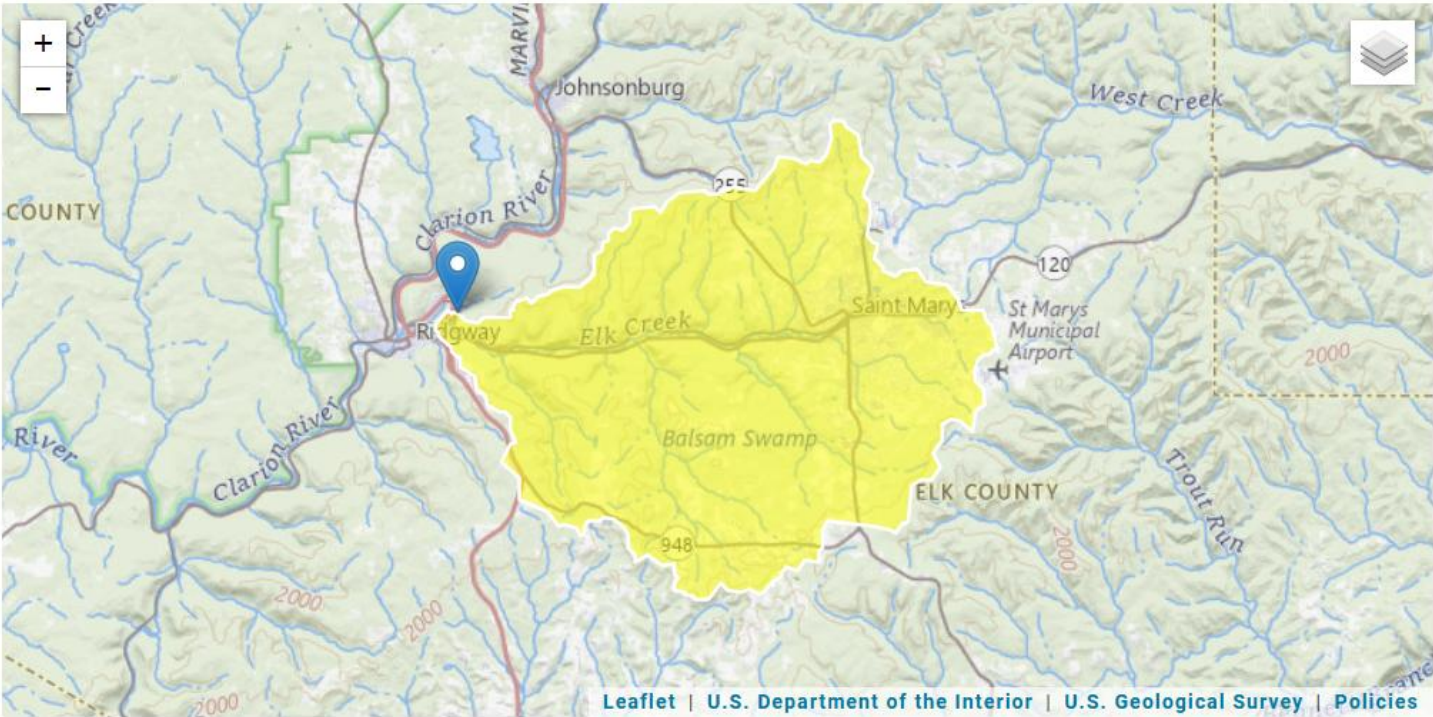 +
−
Creek
MARVI
Johnsonburg
West Creek
255
COUNTY
Clarion River
120
Saint Marys
St Marys
Municipal
Airport
Elk Creek
Ridgway
2000
River
Clarion River
Balsam Swamp
Trout Run
ELK COUNTY
948
2000
2000
2000
2000
Leaflet | U.S. Department of the Interior | U.S. Geological Survey | Policies